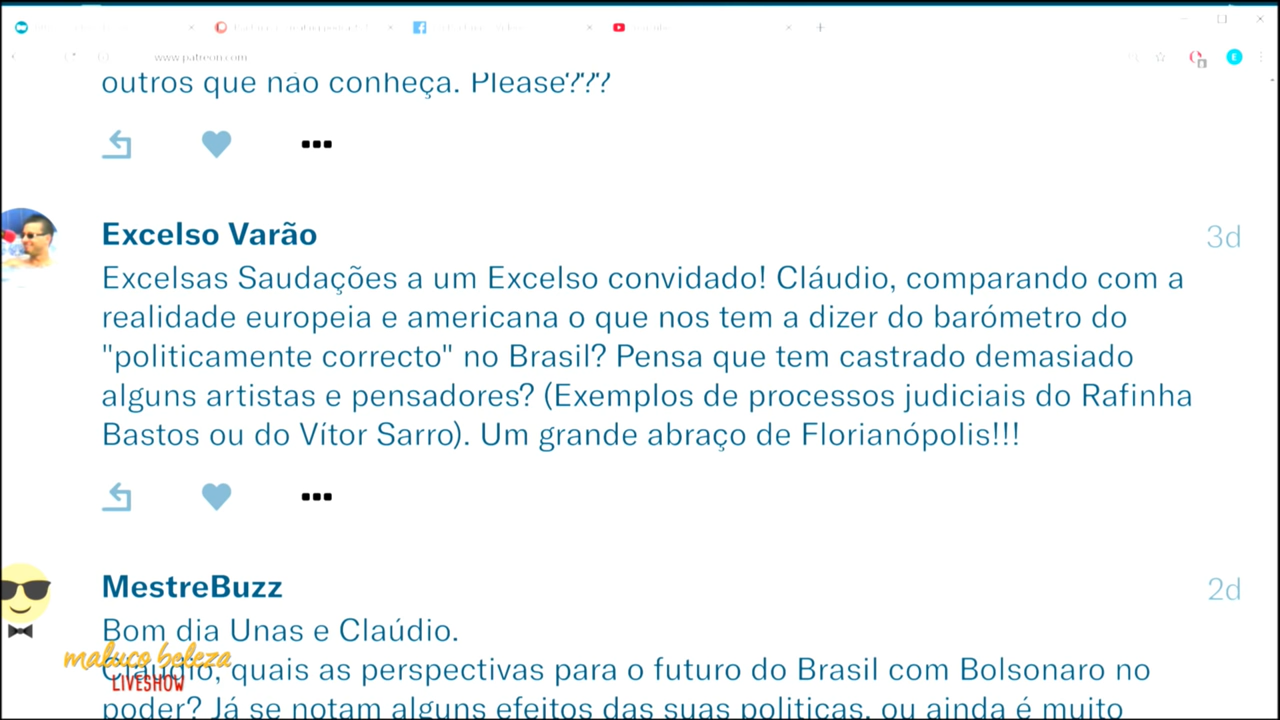 www.patreon.com
outros que não conheça. Please???
Excelso Varão
3d
Excelsas Saudações a um Excelso convidado! Cláudio, comparando com a
realidade europeia e americana o que nos tem a dizer do barómetro do
"politicamente correcto" no Brasil? Pensa que tem castrado demasiado
alguns artistas e pensadores? (Exemplos de processos judiciais do Rafinha
Bastos ou do Vítor Sarro). Um grande abraço de Florianópolis!!!
MestreBuzz
2d
Bom dia Unas e Claúdio.
Cláudio, quais as perspectivas para o futuro do Brasil com Bolsonaro no
poder? Já se notam alguns efeitos das suas politicas, ou ainda é muito
maluco beleza
LIVESHOW